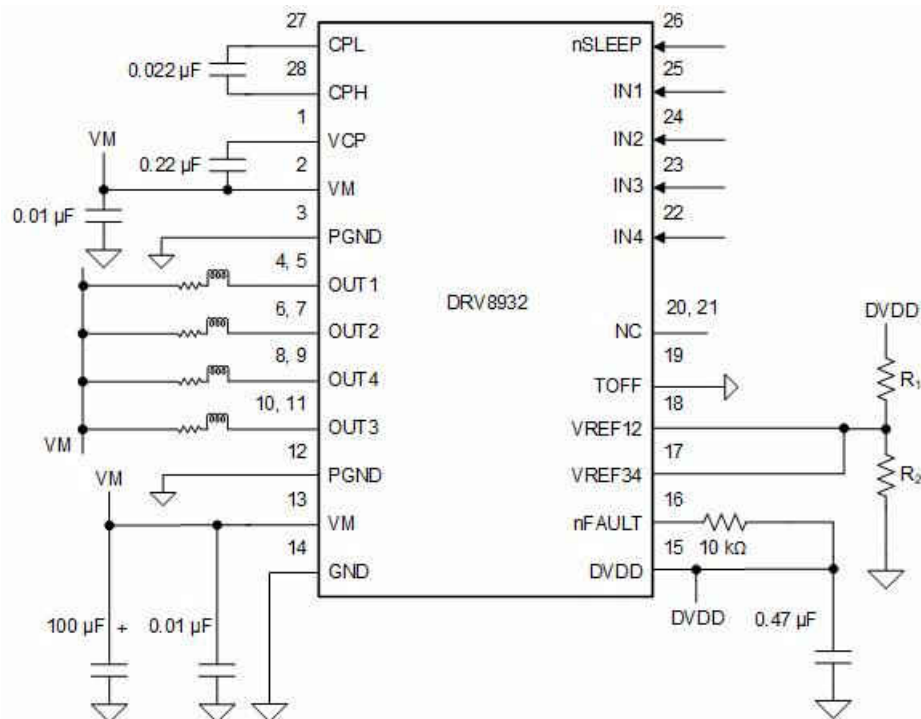 27
CPL
0.022 µF
28
CPH
1
VCP
VM
0.22 µF
2
VM
0.01 µF
3
PGND
4, 5
OUT1
6, 7
OUT2
8, 9
OUT4
10, 11
OUT3
VM
12
PGND
VM
13
VM
14
GND
100 µF +
0.01 µF
DRV8932
26
nSLEEP
25
IN1
24
IN2
23
IN3
22
IN4
20, 21
NC
DVDD
19
TOFF
R1
18
VREF12
17
VREF34
R2
16
nFAULT
10 kΩ
15
DVDD
DVDD
0.47 µF